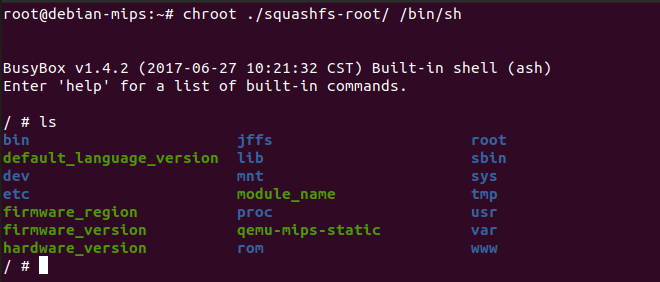 root@debian-mips:~# chroot ./squashfs-root/ /bin/sh
BusyBox v1.4.2 (2017-06-27 10:21:32 CST) Built-in shell (ash)
Enter 'help' for a list of built-in commands.
/ # ls
bin jffs root
default_language_version lib sbin
dev mnt sys
etc module_name tmp
firmware_region proc usr
firmware_version qemu-mips-static var
hardware_version rom www
/ #